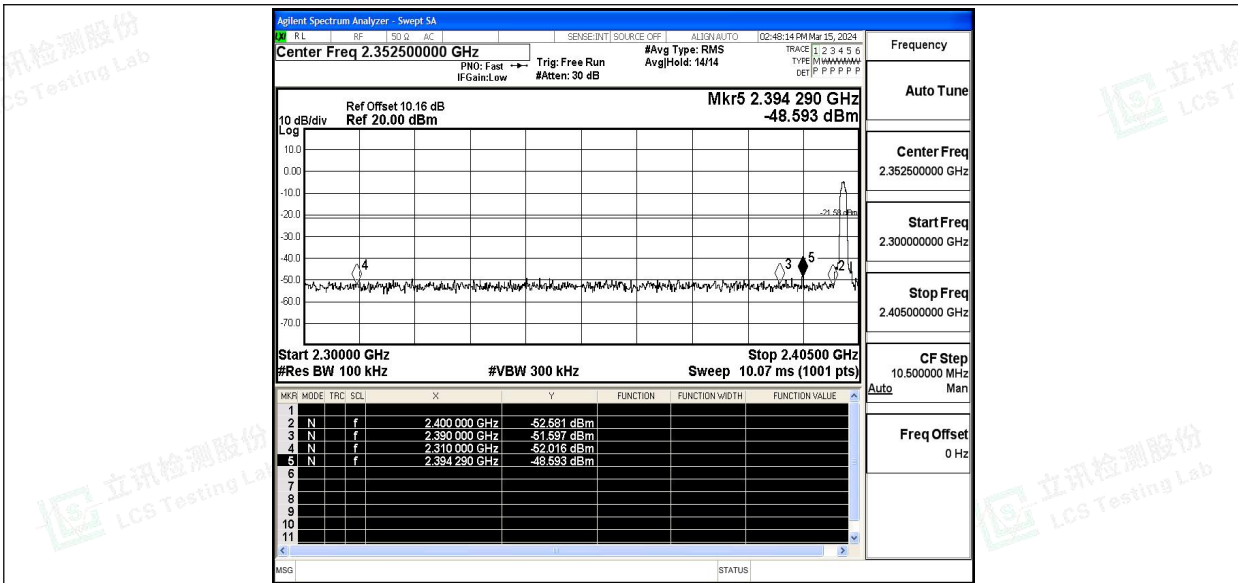 Agilent Spectrum Analyzer - Swept SA
RL RF 50 Ω AC SENSE:INT SOURCE OFF ALIGN AUTO 02:48:14 PM Mar 15, 2024
Center Freq 2.352500000 GHz
PNO: Fast
IFGain:Low
Trig: Free Run
#Atten: 30 dB
#Avg Type: RMS
Avg|Hold: 14/14
TRACE 1 2 3 4 5 6
TYPE M W W W W W
DET P P P P P P
Ref Offset 10.16 dB
10 dB/div Ref 20.00 dBm
Log
Mkr5 2.394 290 GHz
-48.593 dBm
10.0
0.00
-10.0
-20.0
-30.0
-40.0
-50.0
-60.0
-70.0
-21.58 dBm
4
3
5
2
Start 2.30000 GHz Stop 2.40500 GHz
#Res BW 100 kHz #VBW 300 kHz Sweep 10.07 ms (1001 pts)
MKR MODE TRC SCL X Y FUNCTION FUNCTION WIDTH FUNCTION VALUE
1
2 N f 2.400 000 GHz -52.581 dBm
3 N f 2.390 000 GHz -51.597 dBm
4 N f 2.310 000 GHz -52.016 dBm
5 N f 2.394 290 GHz -48.593 dBm
6
7
8
9
10
11
MSG STATUS
Frequency
Auto Tune
Center Freq
2.352500000 GHz
Start Freq
2.300000000 GHz
Stop Freq
2.405000000 GHz
CF Step
10.500000 MHz
Auto Man
Freq Offset
0 Hz
立讯检测股份
LCS Testing Lab
立讯检测股份
LCS Testing Lab